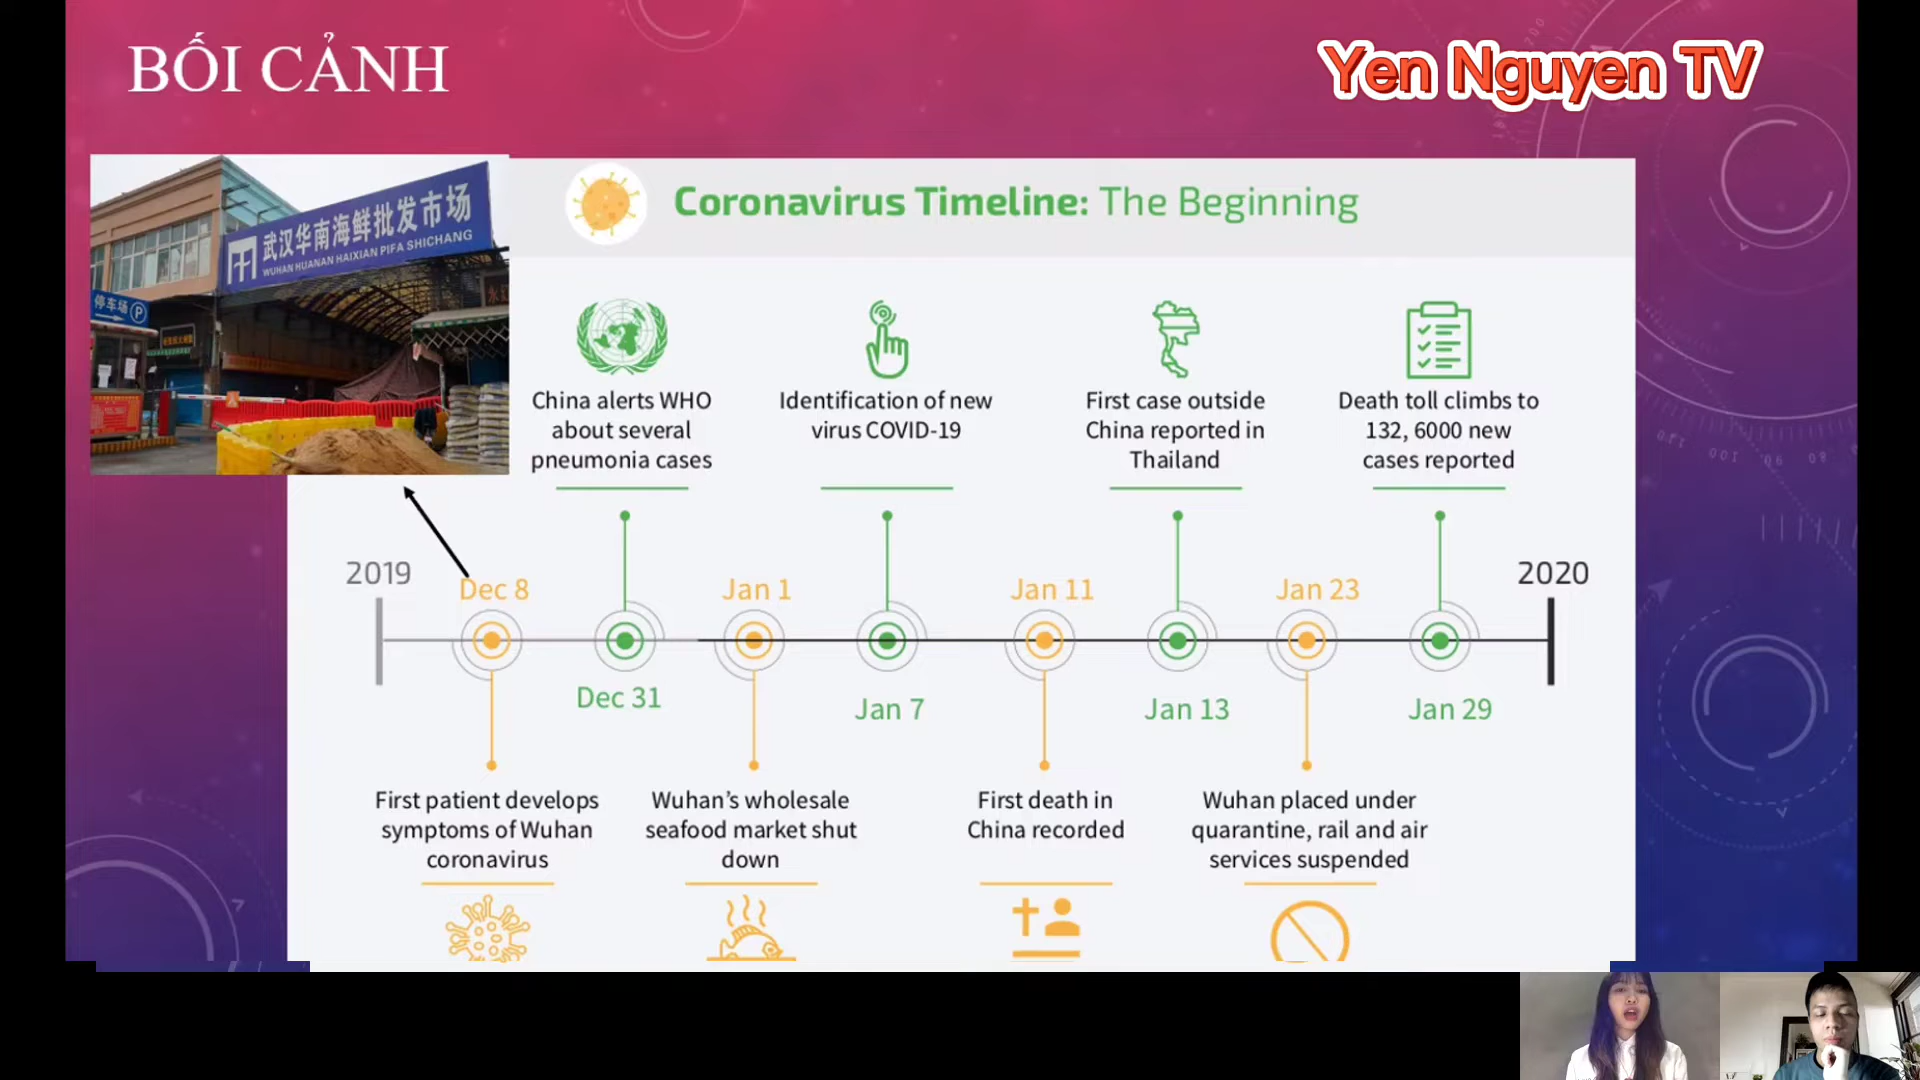 BỐI CẢNH
Yen Nguyen TV
武汉华南海鲜批发市场
WUHAN HUANAN HAIXIAN PIFA SHICHANG
停车场 P
Coronavirus Timeline: The Beginning
China alerts WHO
about several
pneumonia cases
Identification of new
virus COVID-19
First case outside
China reported in
Thailand
Death toll climbs to
132, 6000 new
cases reported
2019
Dec 8
Dec 31
Jan 1
Jan 7
Jan 11
Jan 13
Jan 23
Jan 29
2020
First patient develops
symptoms of Wuhan
coronavirus
Wuhan’s wholesale
seafood market shut
down
First death in
China recorded
Wuhan placed under
quarantine, rail and air
services suspended